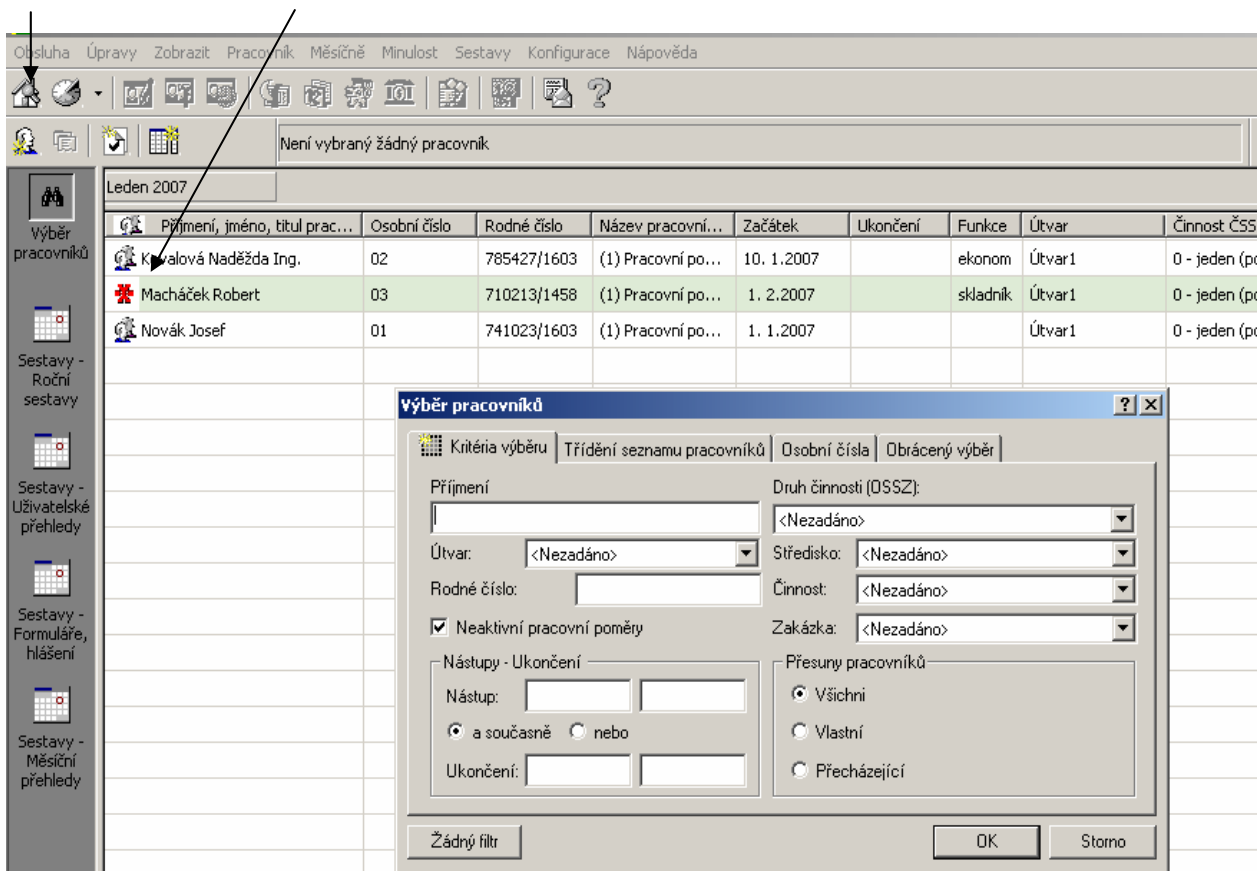 Obsluha Úpravy Zobrazit Pracovník Měsíčně Minulost Sestavy Konfigurace Nápověda
Není vybraný žádný pracovník
Výběr pracovníků
Leden 2007
Příjmení, jméno, titul prac... Osobní číslo Rodné číslo Název pracovní... Začátek Ukončení Funkce Útvar Činnost ČSS
Kovalová Naděžda Ing. 02 785427/1603 (1) Pracovní po... 10. 1.2007 ekonom Útvar1 0 - jeden (po
Macháček Robert 03 710213/1458 (1) Pracovní po... 1. 2.2007 skladník Útvar1 0 - jeden (po
Novák Josef 01 741023/1603 (1) Pracovní po... 1. 1.2007 Útvar1 0 - jeden (po
Sestavy -
Roční
sestavy
Sestavy -
Uživatelské
přehledy
Sestavy -
Formuláře,
hlášení
Sestavy -
Měsíční
přehledy
Výběr pracovníků
Kritéria výběru Třídění seznamu pracovníků Osobní čísla Obrácený výběr
Příjmení Druh činnosti (OSSZ):
<Nezadáno>
Útvar: <Nezadáno> Středisko: <Nezadáno>
Rodné číslo: Činnost: <Nezadáno>
Neaktivní pracovní poměry Zakázka: <Nezadáno>
Nástupy - Ukončení Přesuny pracovníků
Nástup: Všichni
a současně nebo Vlastní
Ukončení: Přecházející
Žádný filtr OK Storno